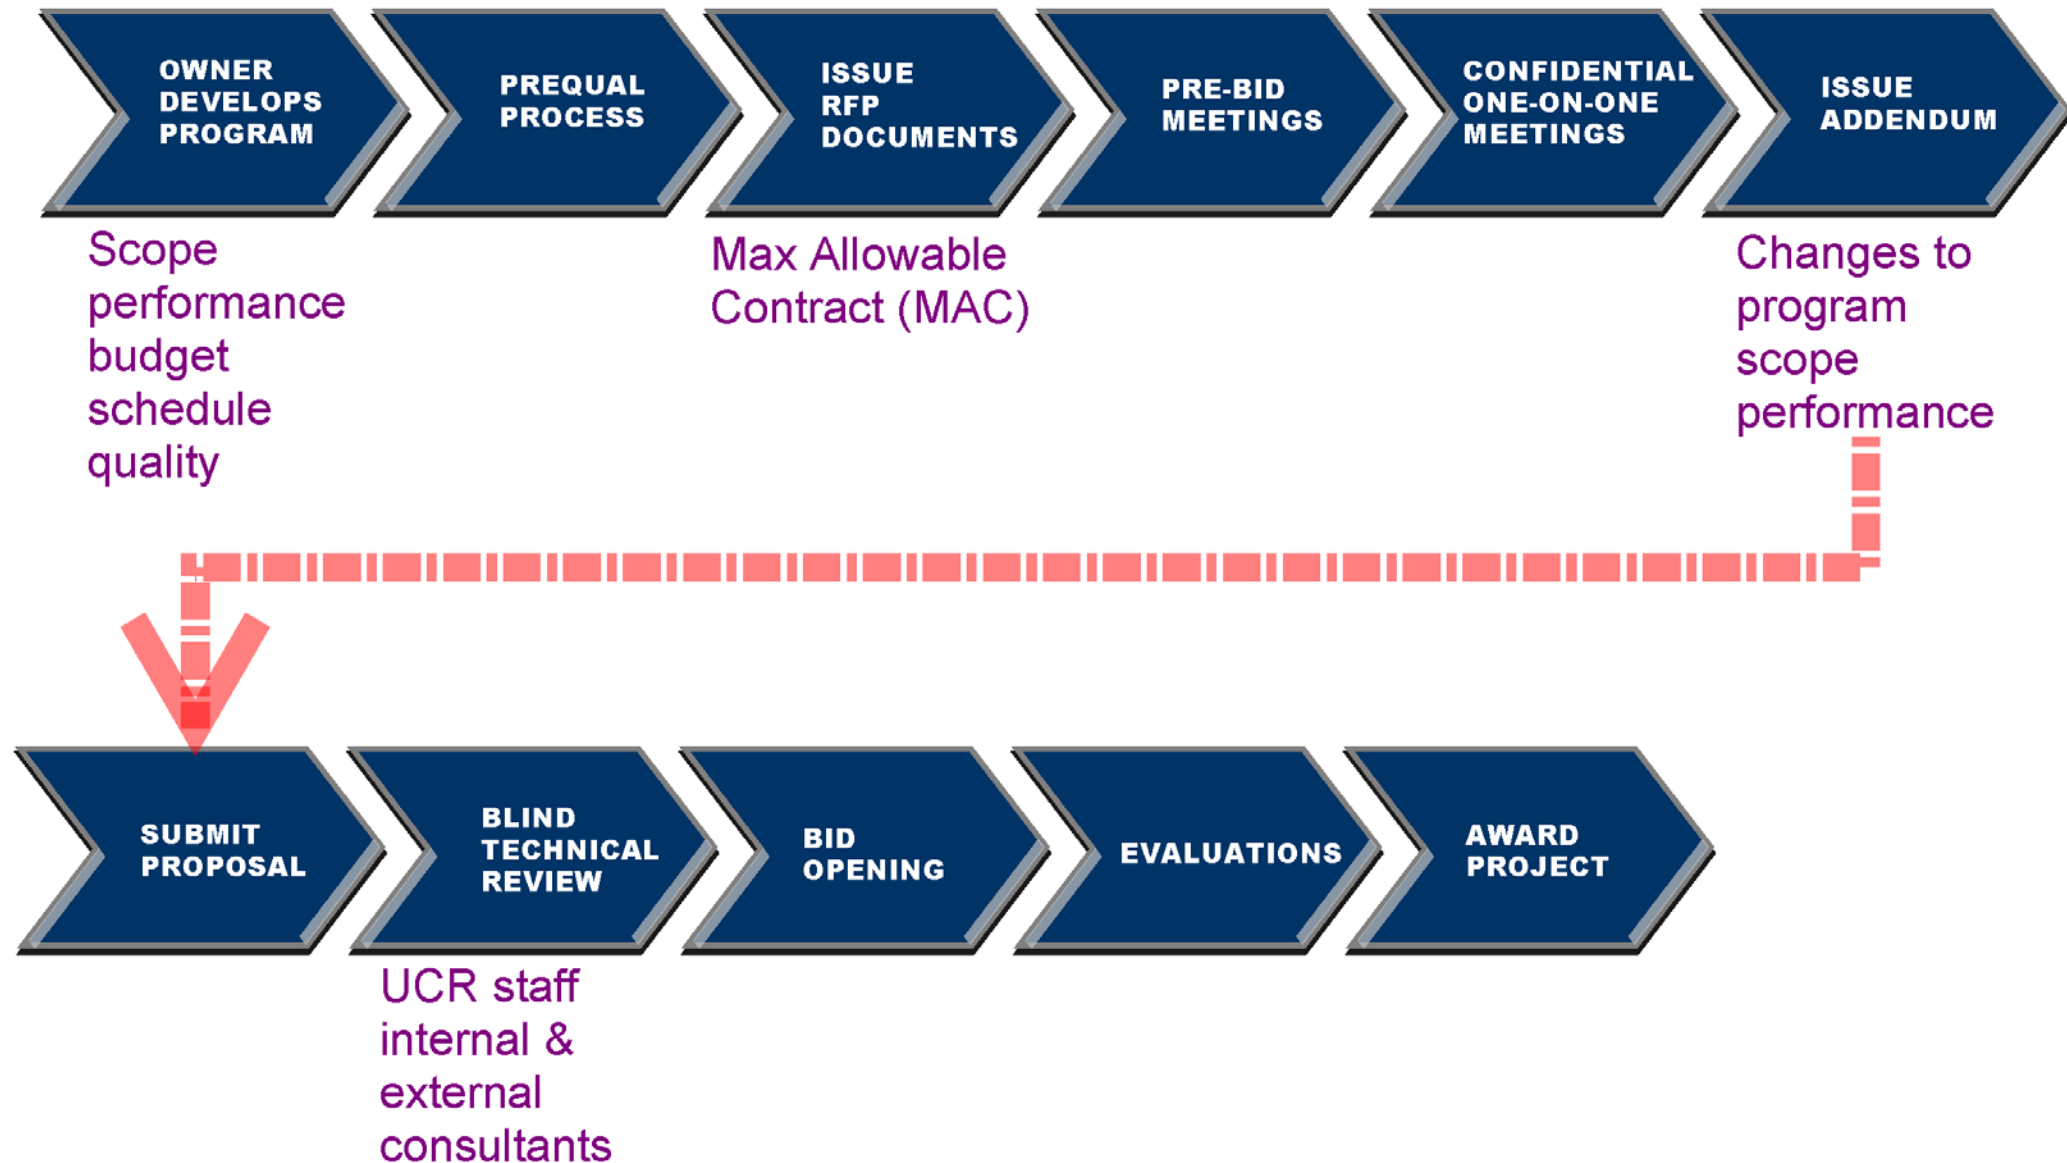 OWNER
DEVELOPS
PROGRAM
PREQUAL
PROCESS
ISSUE
RFP
DOCUMENTS
PRE-BID
MEETINGS
CONFIDENTIAL
ONE-ON-ONE
MEETINGS
ISSUE
ADDENDUM
Scope
performance
budget
schedule
quality
Max Allowable
Contract (MAC)
Changes to
program
scope
performance
SUBMIT
PROPOSAL
BLIND
TECHNICAL
REVIEW
BID
OPENING
EVALUATIONS
AWARD
PROJECT
UCR staff
internal &
external
consultants